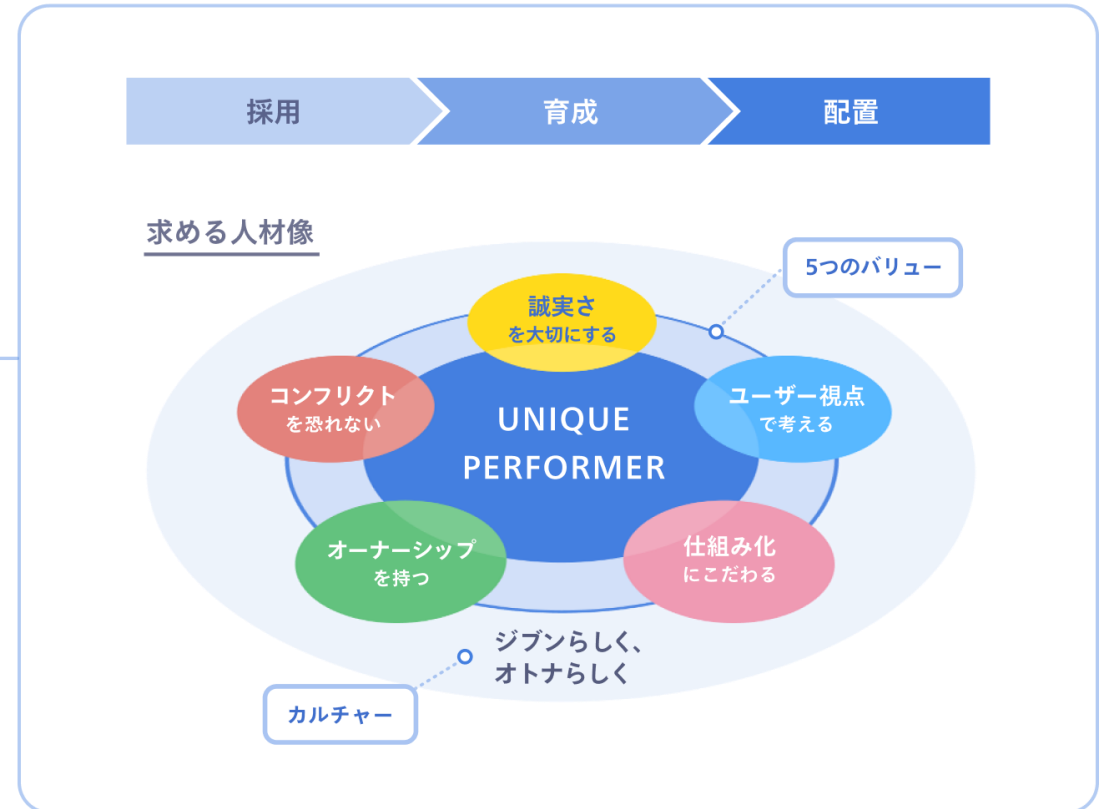 採用
育成
配置
求める人材像
5つのバリュー
誠実さ
を大切にする
コンフリクト
を恐れない
ユーザー視点
で考える
UNIQUE
PERFORMER
オーナーシップ
を持つ
仕組み化
にこだわる
ジブンらしく、
オトナらしく
カルチャー